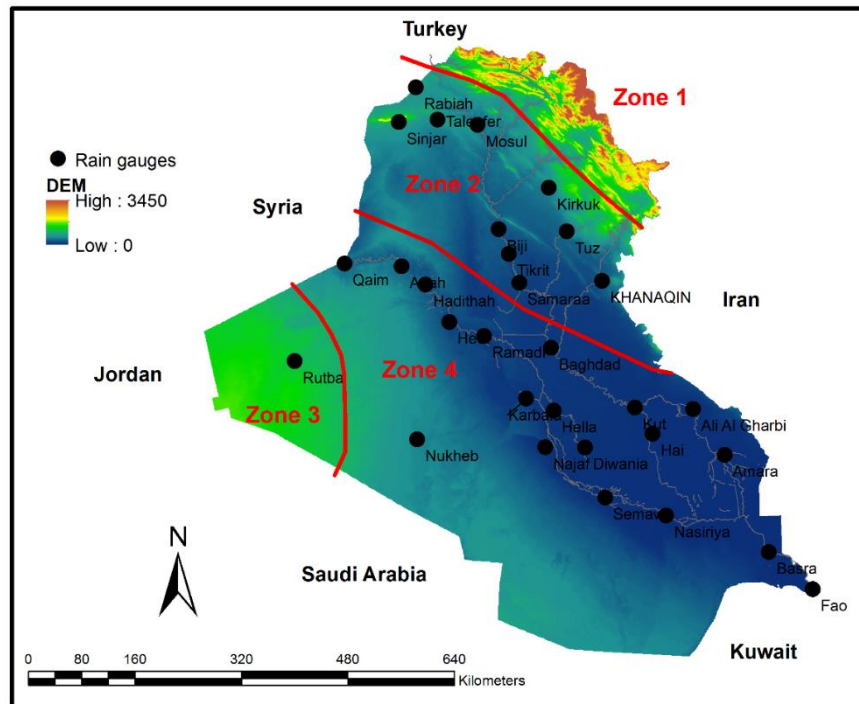 Turkey
Zone 1
Rabiah
Talefer
Sinjar
Mosul
Rain gauges
DEM
High : 3450
Low : 0
Zone 2
Kirkuk
Syria
Biji
Tuz
Tikrit
Qaim
Samaraa
KHANAQIN
Iran
Hadithah
Ramadi
Baghdad
Jordan
Rutba
Zone 4
Zone 3
Karbala
Hella
Kut
Ali Al Gharbi
Nukheb
Najaf
Diwania
Hai
Amara
Semawa
Nasiriya
N
Saudi Arabia
Basra
Fao
Kuwait
0 80 160 320 480 640
Kilometers